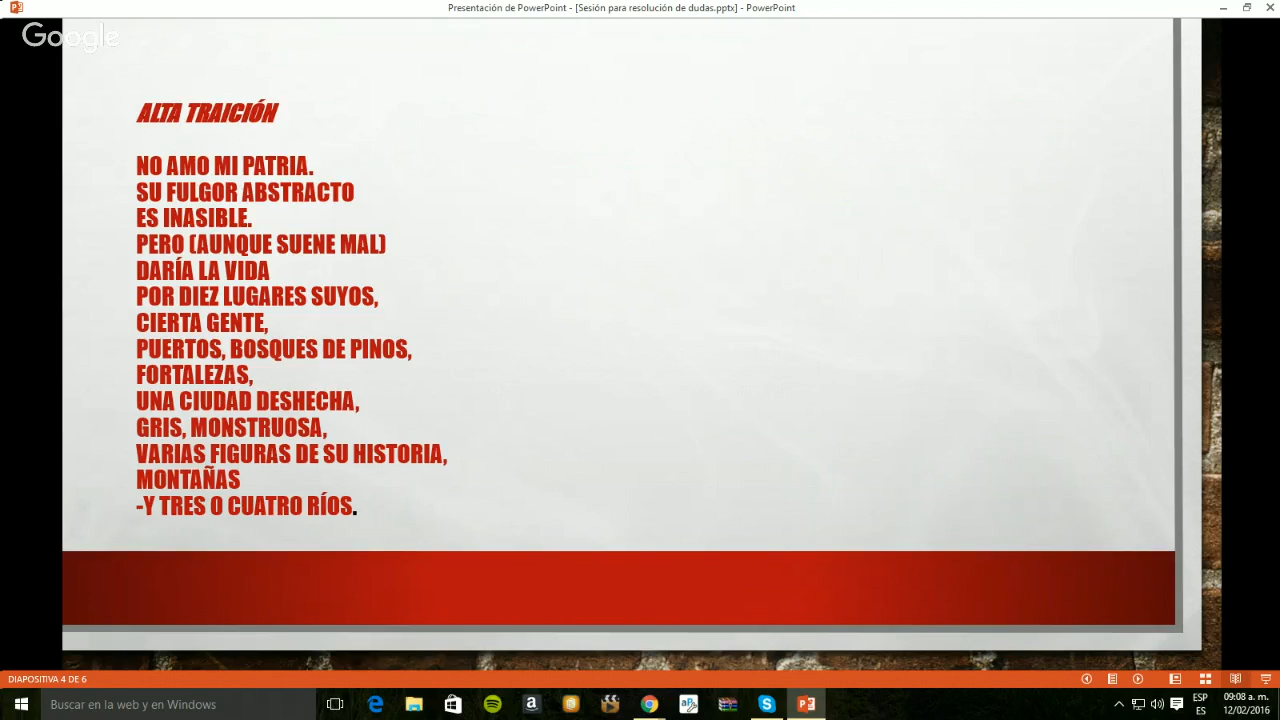 Presentación de PowerPoint - [Sesión para resolución de dudas.pptx] - PowerPoint
Google
ALTA TRAICIÓN
NO AMO MI PATRIA.
SU FULGOR ABSTRACTO
ES INASIBLE.
PERO (AUNQUE SUENE MAL)
DARÍA LA VIDA
POR DIEZ LUGARES SUYOS,
CIERTA GENTE,
PUERTOS, BOSQUES DE PINOS,
FORTALEZAS,
UNA CIUDAD DESHECHA,
GRIS, MONSTRUOSA,
VARIAS FIGURAS DE SU HISTORIA,
MONTAÑAS
-Y TRES O CUATRO RÍOS.
DIAPOSITIVA 4 DE 6
Buscar en la web y en Windows
ESP
ES
09:08 a. m.
12/02/2016